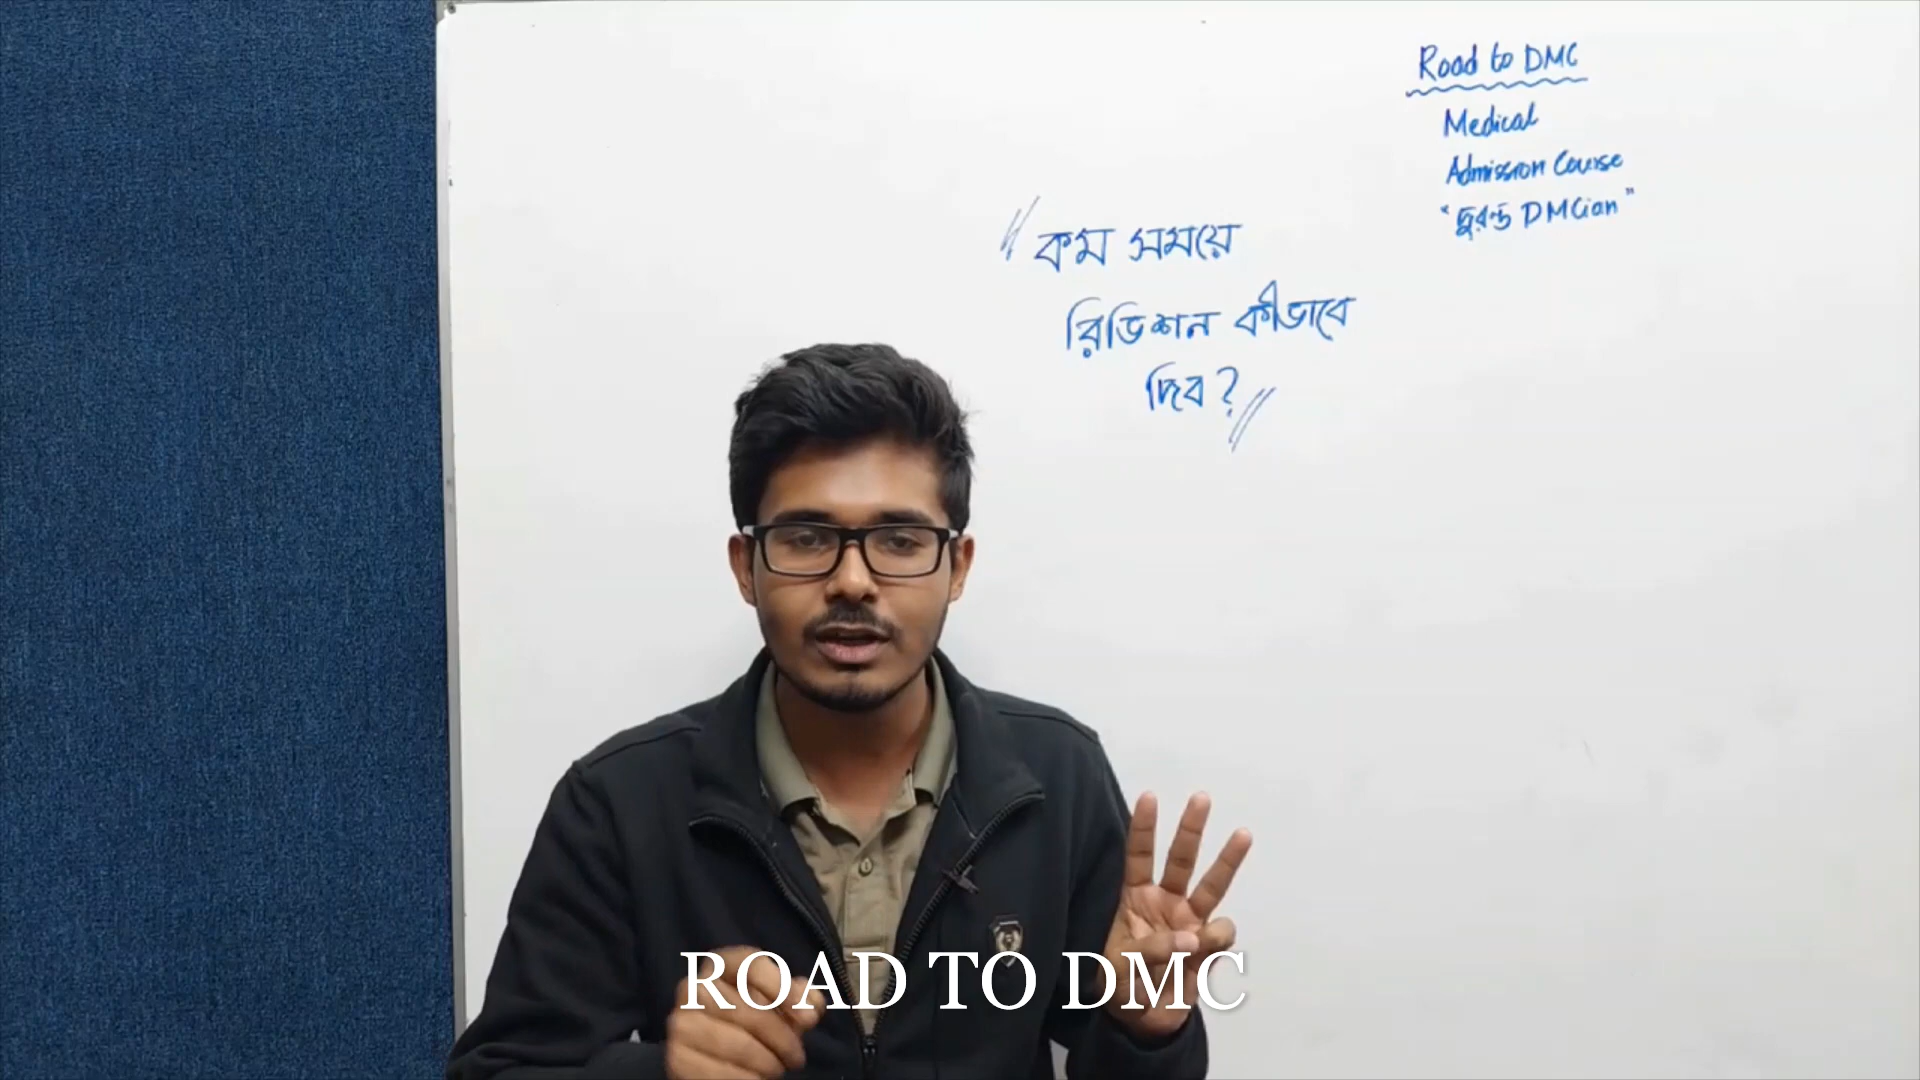 Road to DMC
Medical
Admission Course
"দুরন্ত DMCian"
"কম সময়ে
রিভিশন কীভাবে
দিব?"
ROAD TO DMC